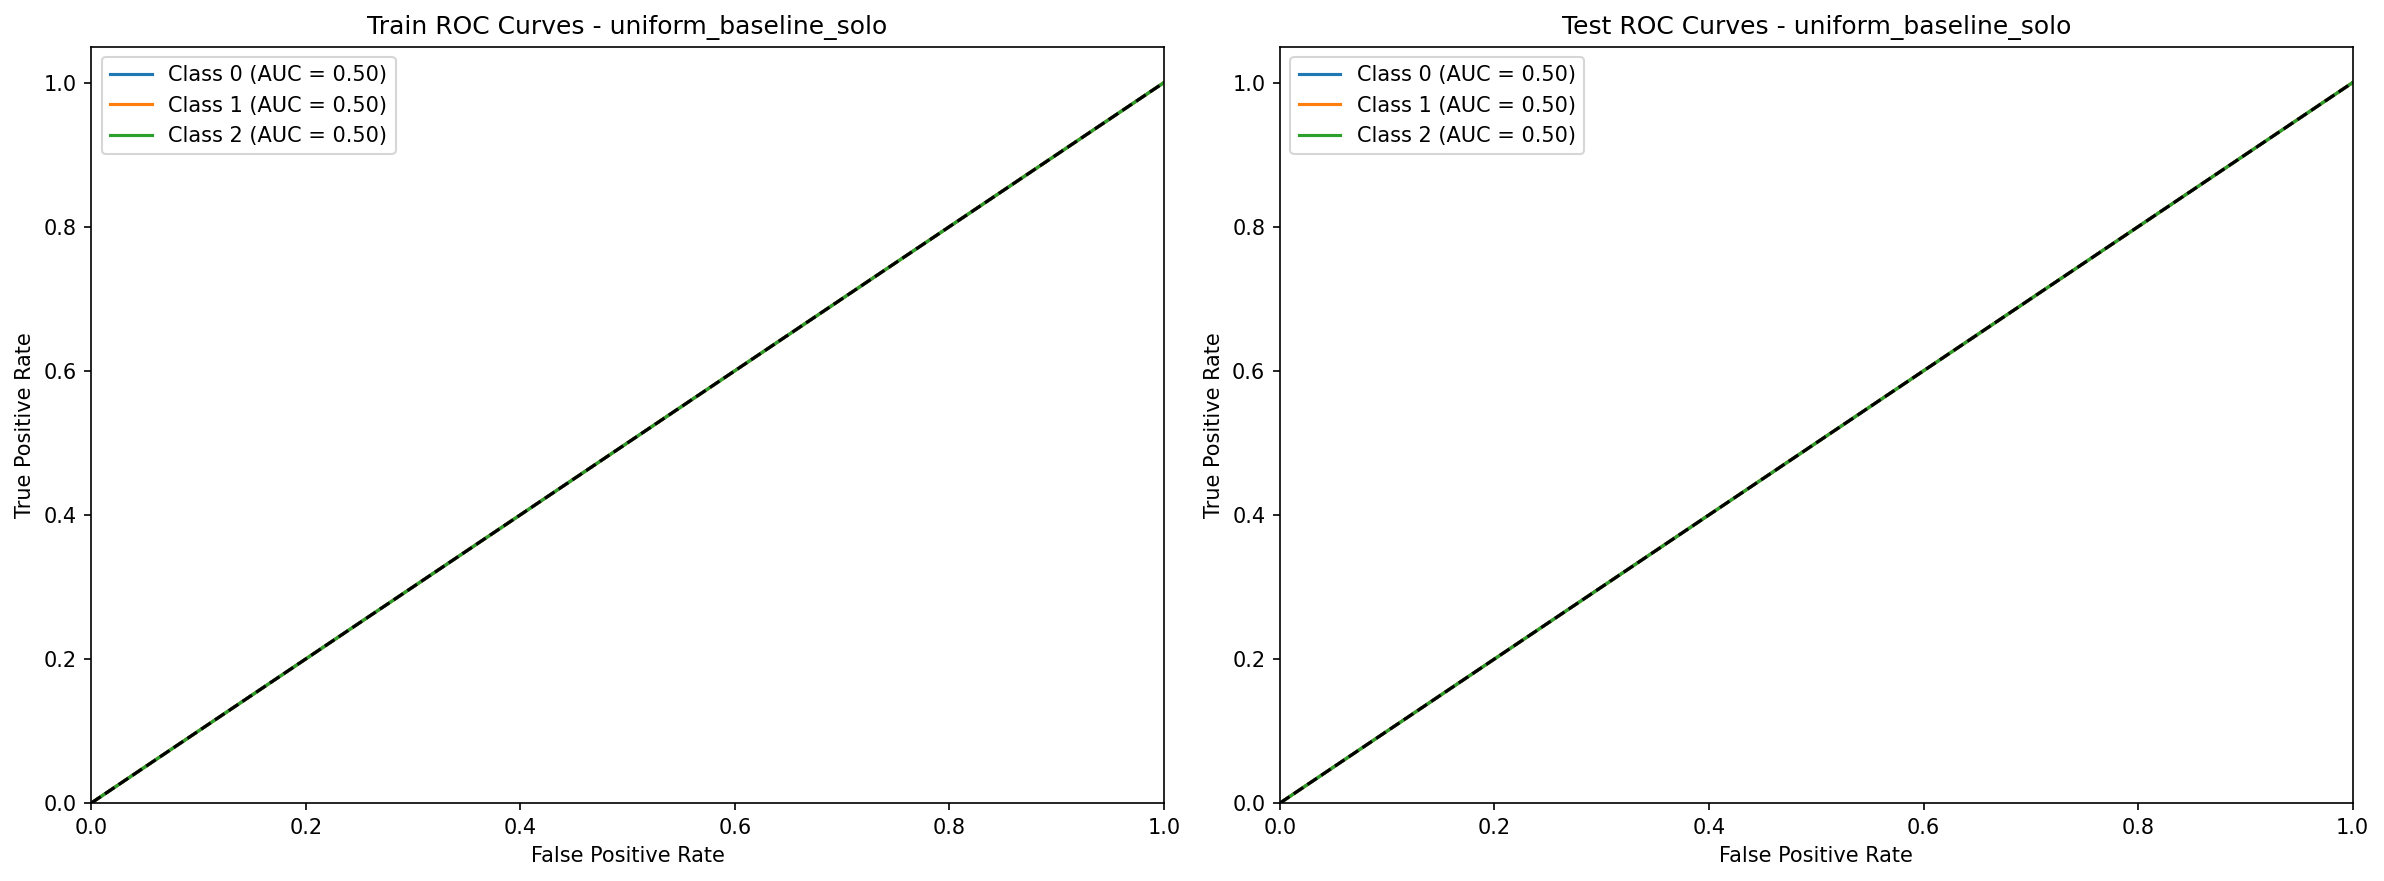 Train ROC Curves - uniform_baseline_solo
Class 0 (AUC = 0.50)
Class 1 (AUC = 0.50)
Class 2 (AUC = 0.50)
True Positive Rate
1.0
0.8
0.6
0.4
0.2
0.0
0.0 0.2 0.4 0.6 0.8 1.0
False Positive Rate
Test ROC Curves - uniform_baseline_solo
Class 0 (AUC = 0.50)
Class 1 (AUC = 0.50)
Class 2 (AUC = 0.50)
True Positive Rate
1.0
0.8
0.6
0.4
0.2
0.0
0.0 0.2 0.4 0.6 0.8 1.0
False Positive Rate